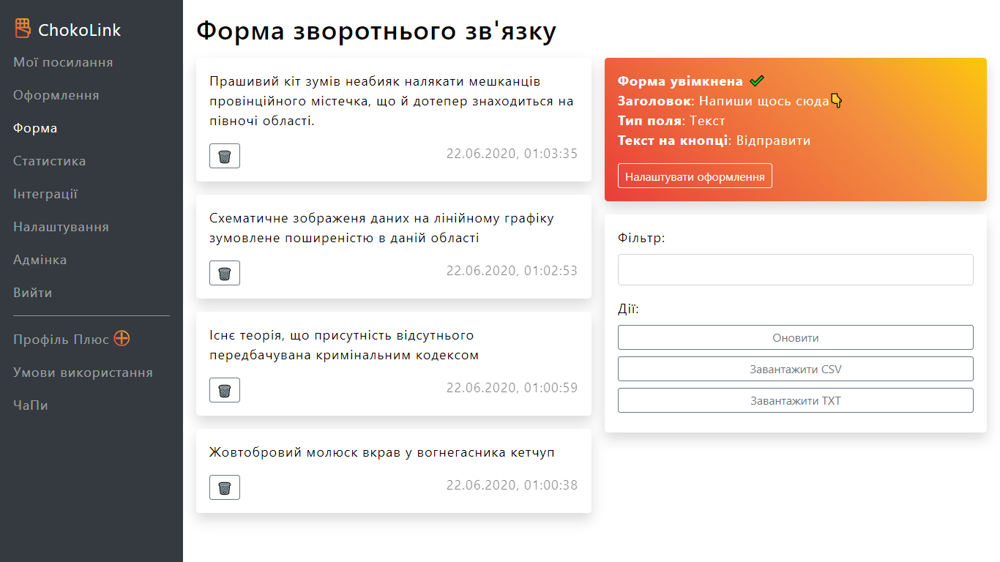 ChokoLink
Мої посилання
Оформлення
Форма
Статистика
Інтеграції
Налаштування
Адмінка
Вийти
Профіль Плюс
Умови використання
ЧаПи
Форма зворотнього зв'язку
Прашивий кіт зумів неабияк налякати мешканців
провінційного містечка, що й дотепер знаходиться на
півночі області.
22.06.2020, 01:03:35
Схематичне зображеня даних на лінійному графіку
зумовлене поширеністю в даній області
22.06.2020, 01:02:53
Існє теорія, що присутність відсутнього
передбачувана кримінальним кодексом
22.06.2020, 01:00:59
Жовтобровий молюск вкрав у вогнегасника кетчуп
22.06.2020, 01:00:38
Форма увімкнена ✔
Заголовок: Напиши щось сюда👇
Тип поля: Текст
Текст на кнопці: Відправити
Налаштувати оформлення
Фільтр:
Дії:
Оновити
Завантажити CSV
Завантажити TXT